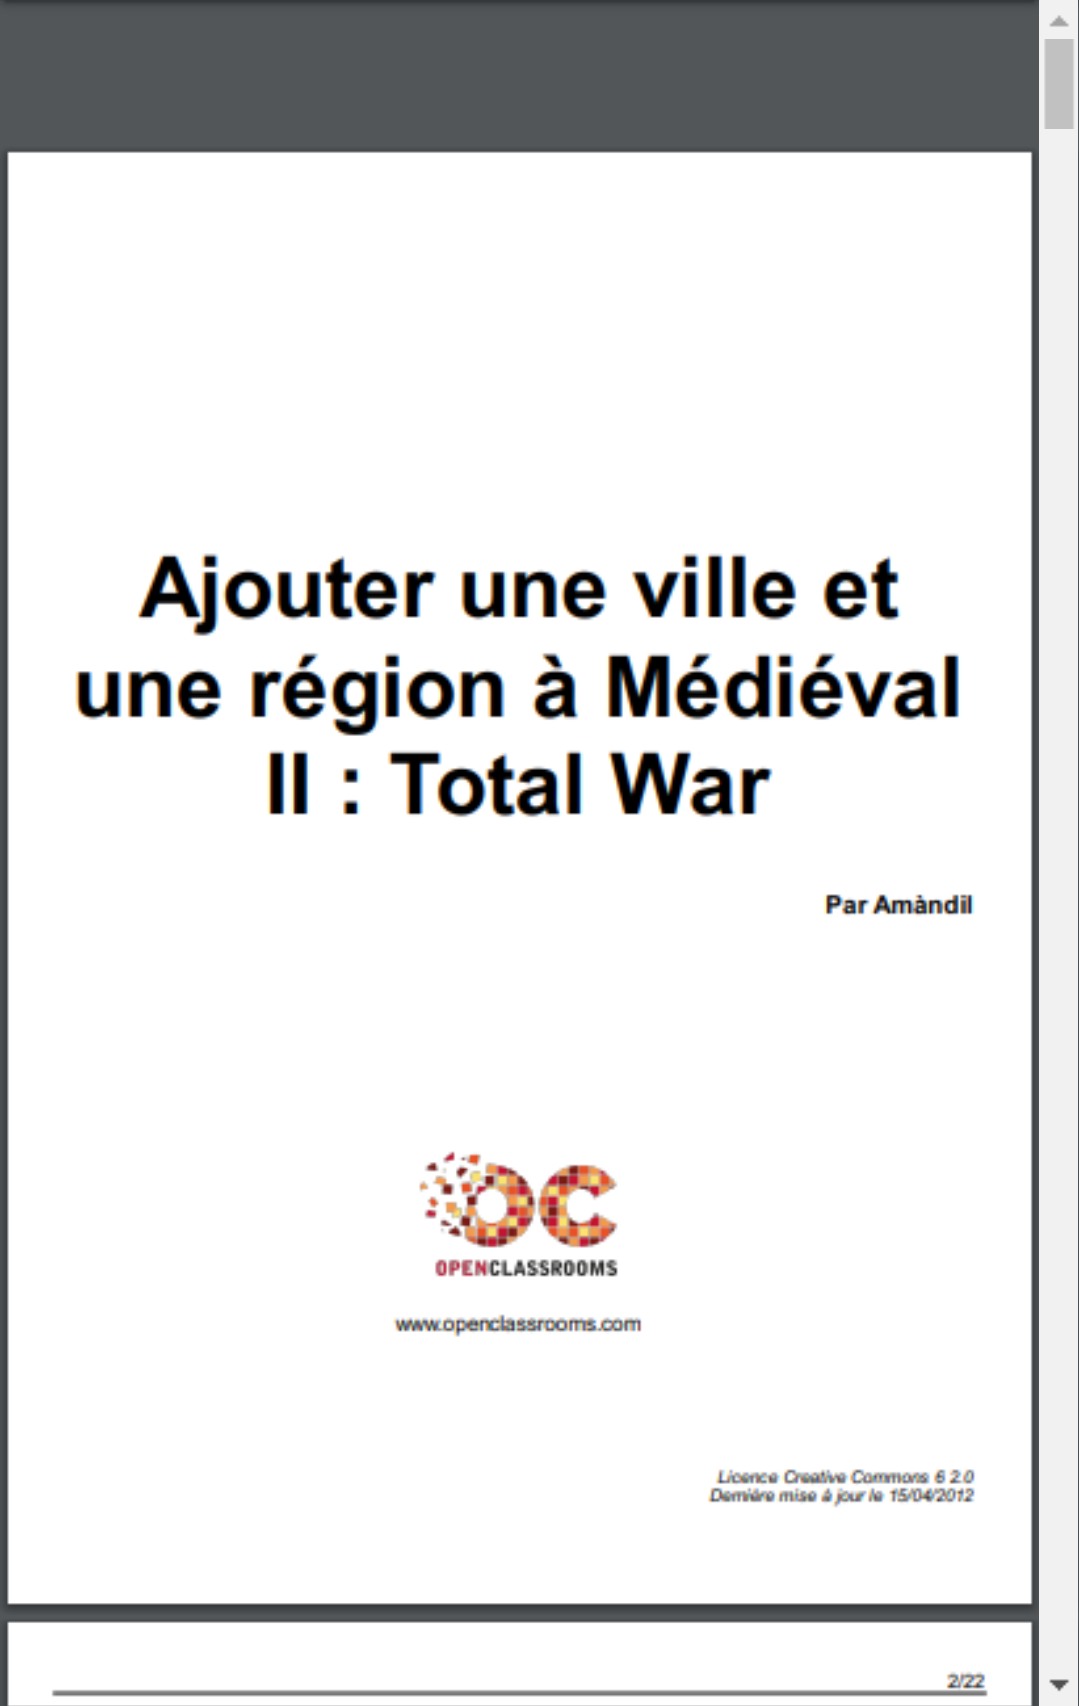 Ajouter une ville et
une région à Médiéval
II : Total War
Par Amàndil
OC
OPENCLASSROOMS
www.openclassrooms.com
Licence Creative Commons 6 2.0
Dernière mise à jour le 15/04/2012
2/22